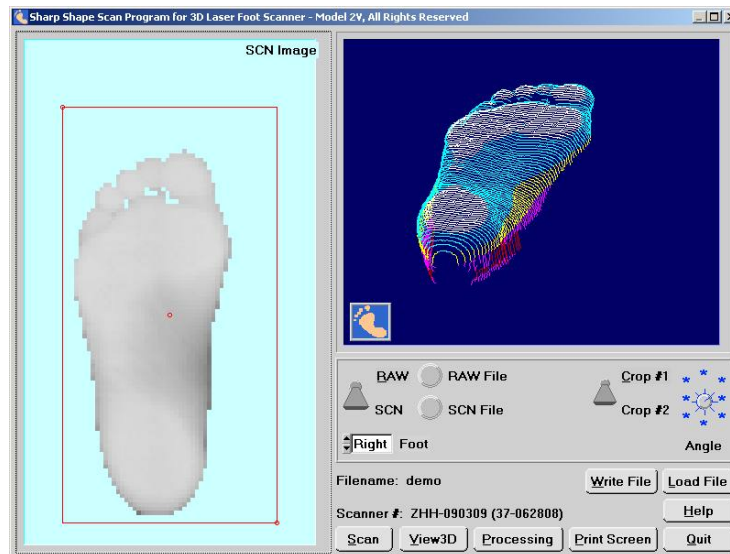 Sharp Shape Scan Program for 3D Laser Foot Scanner - Model 2V, All Rights Reserved
SCN Image
RAW RAW File
SCN SCN File
Crop #1
Crop #2
Right Foot
Angle
Filename: demo
Write File Load File
Scanner #: ZHH-090309 (37-062808)
Help
Scan View3D Processing Print Screen Quit